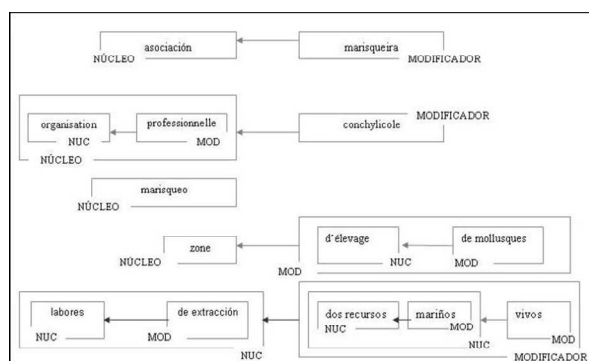 asociación marisqueira
NÚCLEO MODIFICADOR
MODIFICADOR
organisation professionnelle conchylicole
NUC MOD
NÚCLEO
marisqueo
NÚCLEO
d'élevage de mollusques
zone
NÚCLEO NUC MOD
MOD
labores de extracción dos recursos mariños vivos
NUC MOD NUC MOD MOD
NUC NUC MODIFICADOR